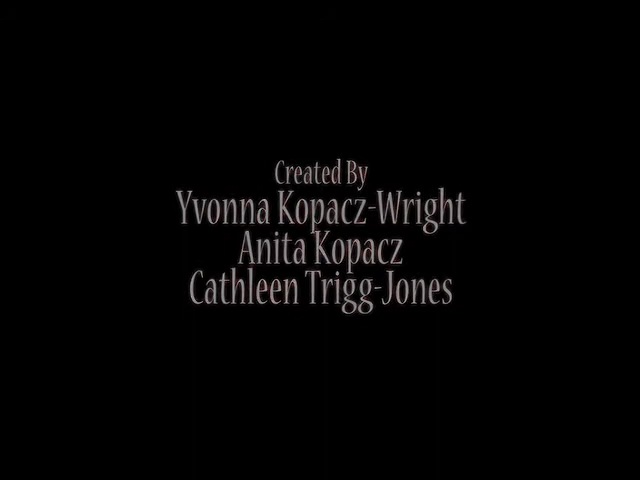 Created By
Yvonna Kopacz-Wright
Anita Kopacz
Cathleen Trigg-Jones